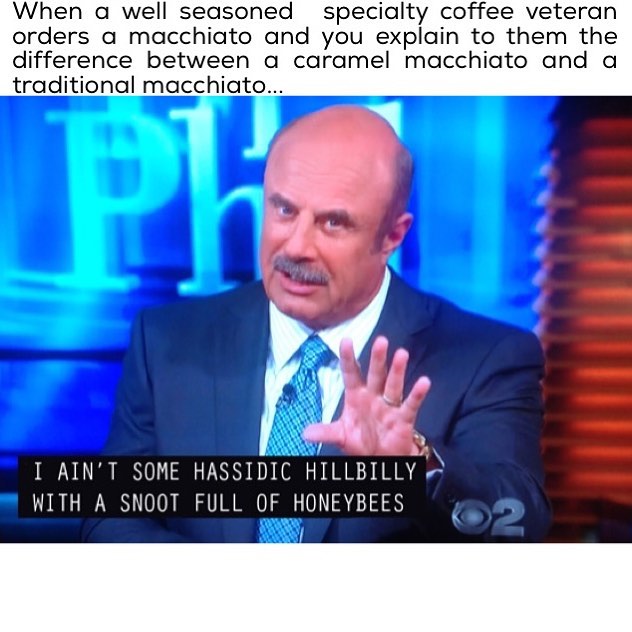 When a well seasoned specialty coffee veteran
orders a macchiato and you explain to them the
difference between a caramel macchiato and a
traditional macchiato...
Ph
I AIN'T SOME HASSIDIC HILLBILLY
WITH A SNOOT FULL OF HONEYBEES
2